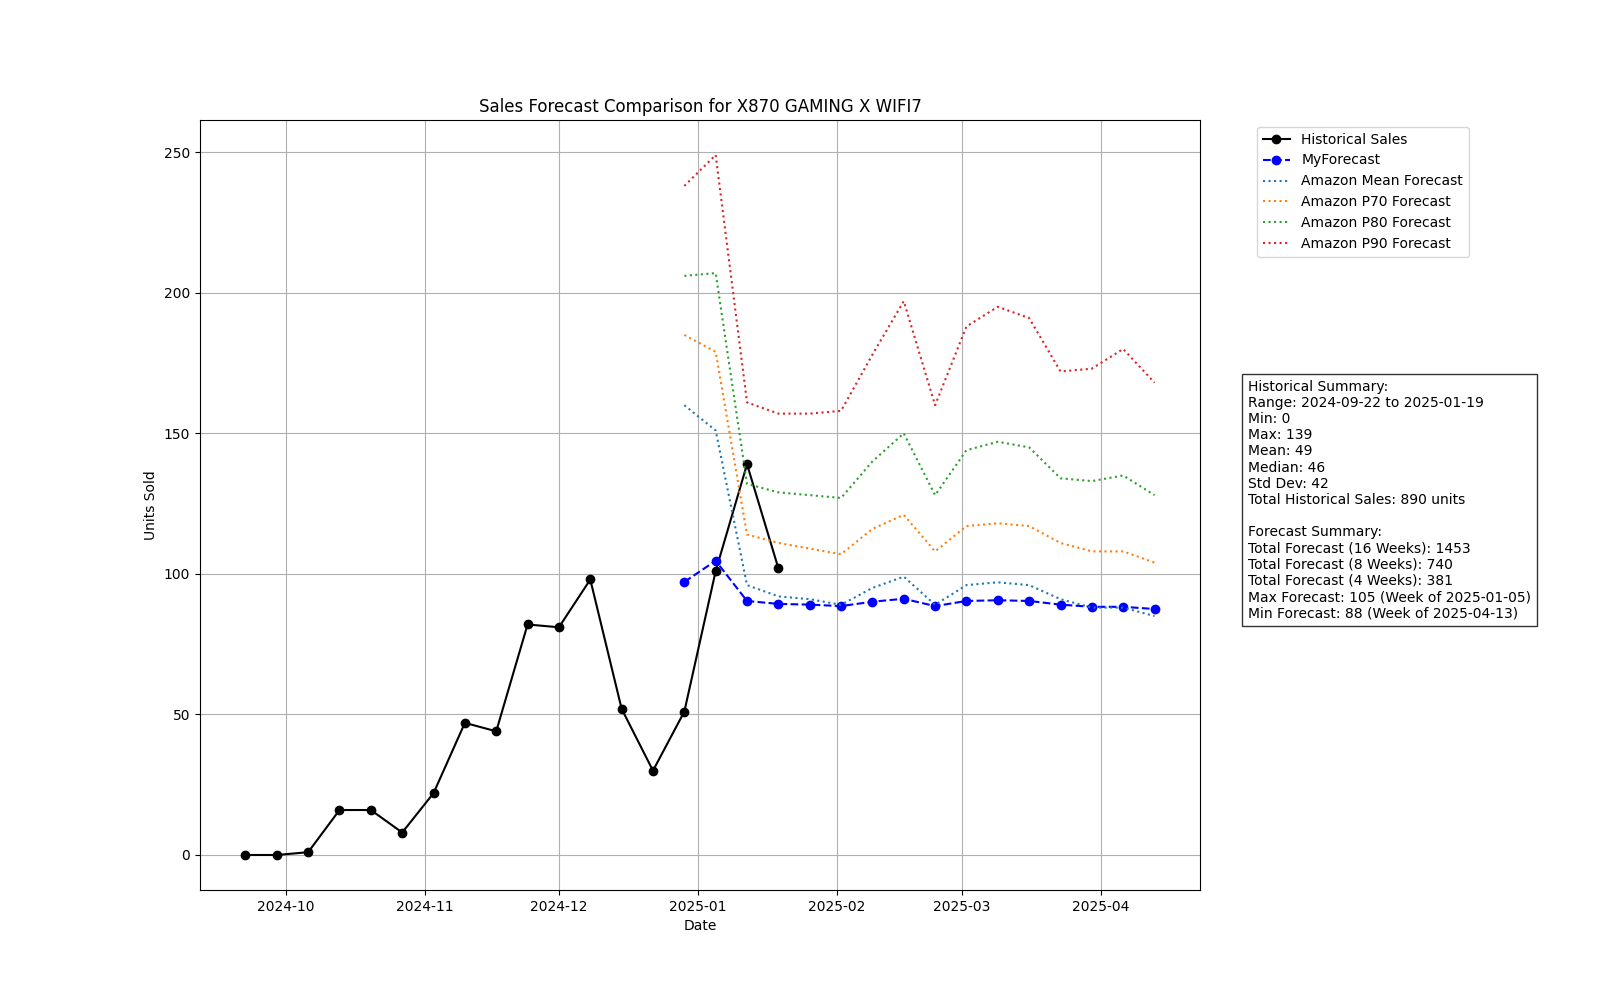 Sales Forecast Comparison for X870 GAMING X WIFI7
Units Sold
250
200
150
100
50
0
2024-10
2024-11
2024-12
2025-01
2025-02
2025-03
2025-04
Date
Historical Sales
MyForecast
Amazon Mean Forecast
Amazon P70 Forecast
Amazon P80 Forecast
Amazon P90 Forecast
Historical Summary:
Range: 2024-09-22 to 2025-01-19
Min: 0
Max: 139
Mean: 49
Median: 46
Std Dev: 42
Total Historical Sales: 890 units
Forecast Summary:
Total Forecast (16 Weeks): 1453
Total Forecast (8 Weeks): 740
Total Forecast (4 Weeks): 381
Max Forecast: 105 (Week of 2025-01-05)
Min Forecast: 88 (Week of 2025-04-13)